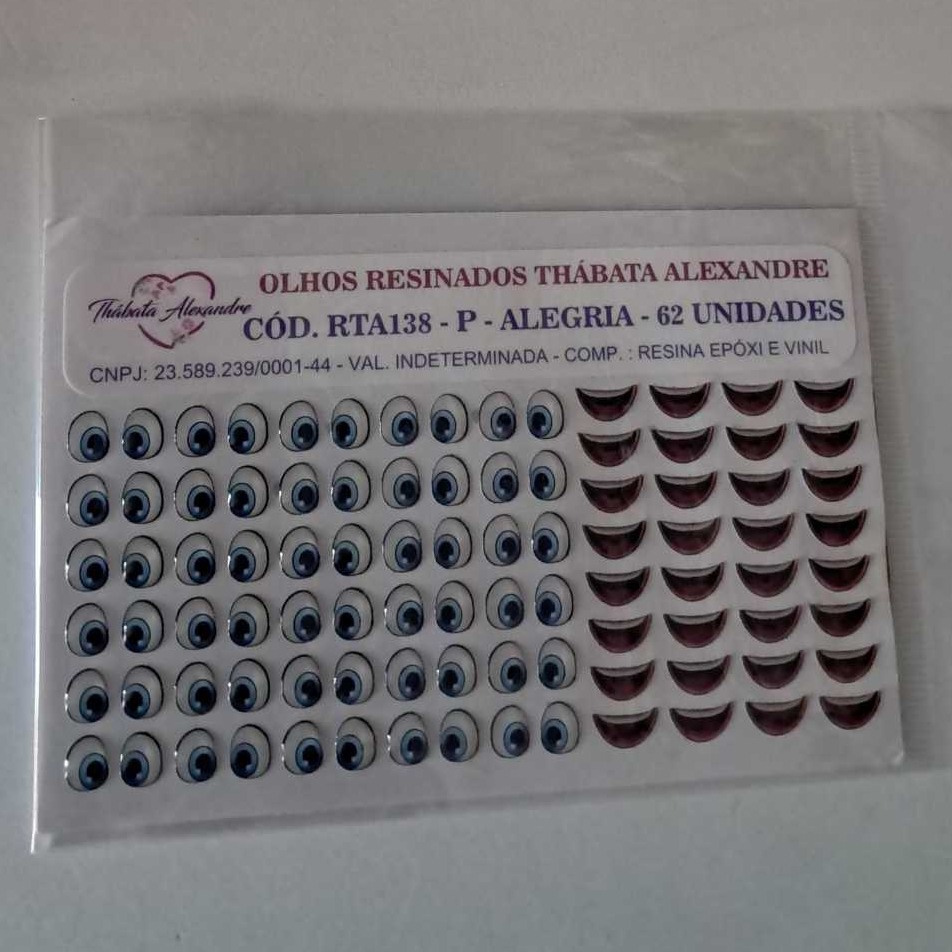 Thábata Alexandre
OLHOS RESINADOS THÁBATA ALEXANDRE
CÓD. RTA138 - P - ALEGRIA - 62 UNIDADES
CNPJ: 23.589.239/0001-44 - VAL. INDETERMINADA - COMP. : RESINA EPÓXI E VINIL